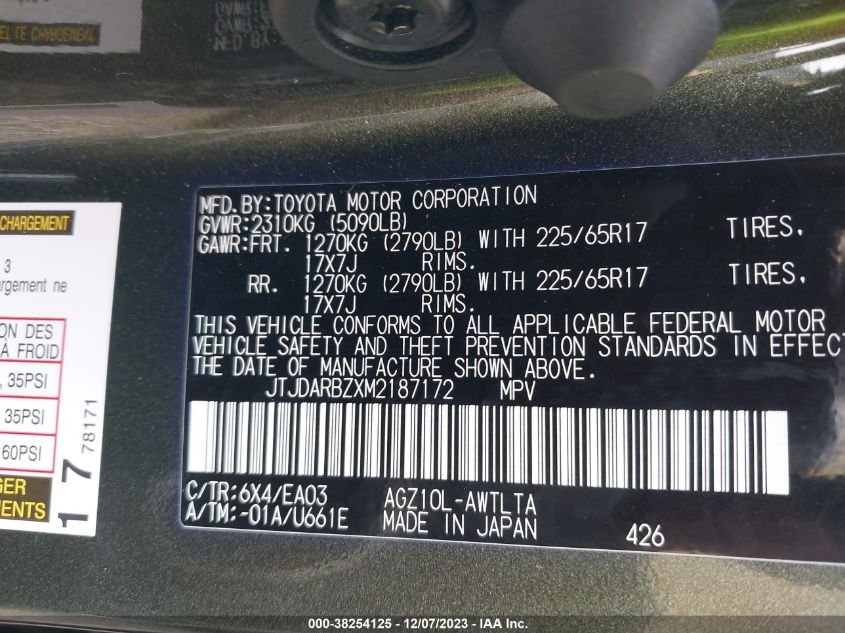 MFD.BY:TOYOTA MOTOR CORPORATION
GVWR:2310KG (5090LB)
GAWR:FRT. 1270KG (2790LB) WITH 225/65R17 TIRES,
17X7J RIMS.
RR. 1270KG (2790LB) WITH 225/65R17 TIRES,
17X7J RIMS.
THIS VEHICLE CONFORMS TO ALL APPLICABLE FEDERAL MOTOR
VEHICLE SAFETY AND THEFT PREVENTION STANDARDS IN EFFECT
THE DATE OF MANUFACTURE SHOWN ABOVE.
JTJDARBZXM2187172 MPV
C/TR:6X4/EA03 AGZ10L-AWTLTA
A/TM:-01A/U661E MADE IN JAPAN
426
CHARGEMENT
3
argement ne
ION DES
À FROID
, 35PSI
35PSI
60PSI
GER
MENTS
17 78171
000-38254125 - 12/07/2023 - IAA Inc.